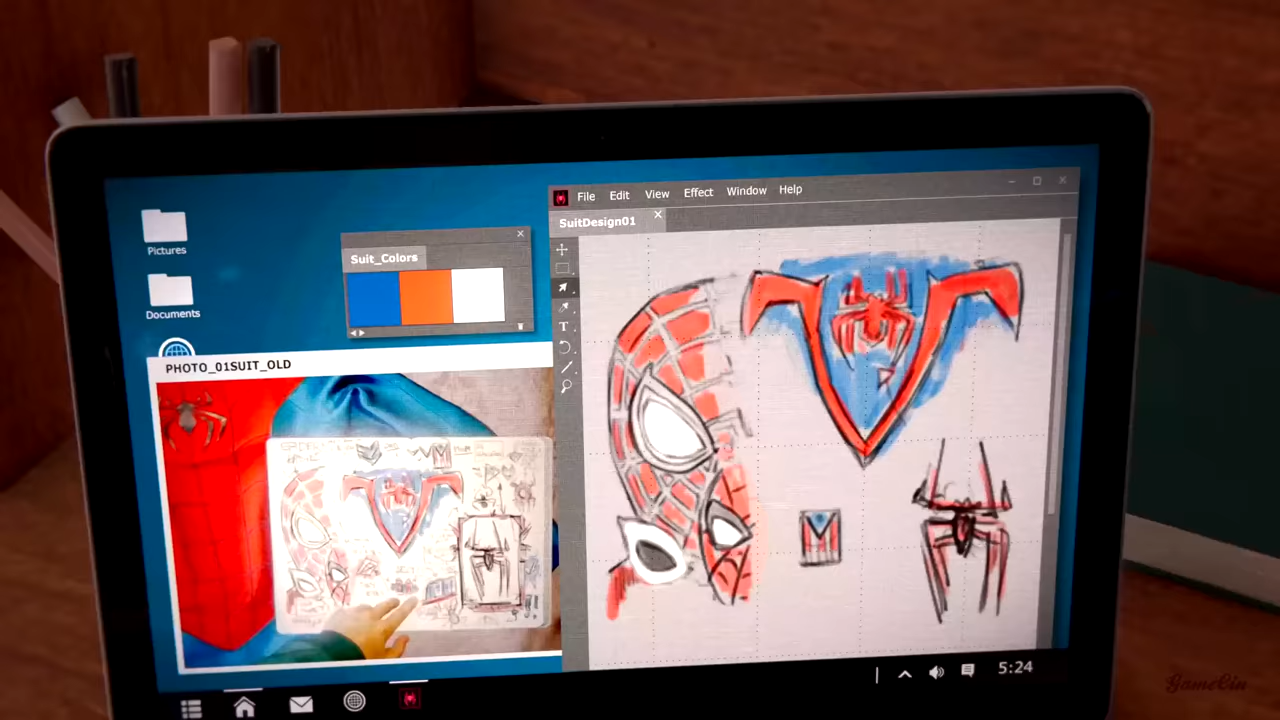 File Edit View Effect Window Help
SuitDesign01
Pictures
Suit_Colors
Documents
T
PHOTO_01SUIT_OLD
5:24
GameCin